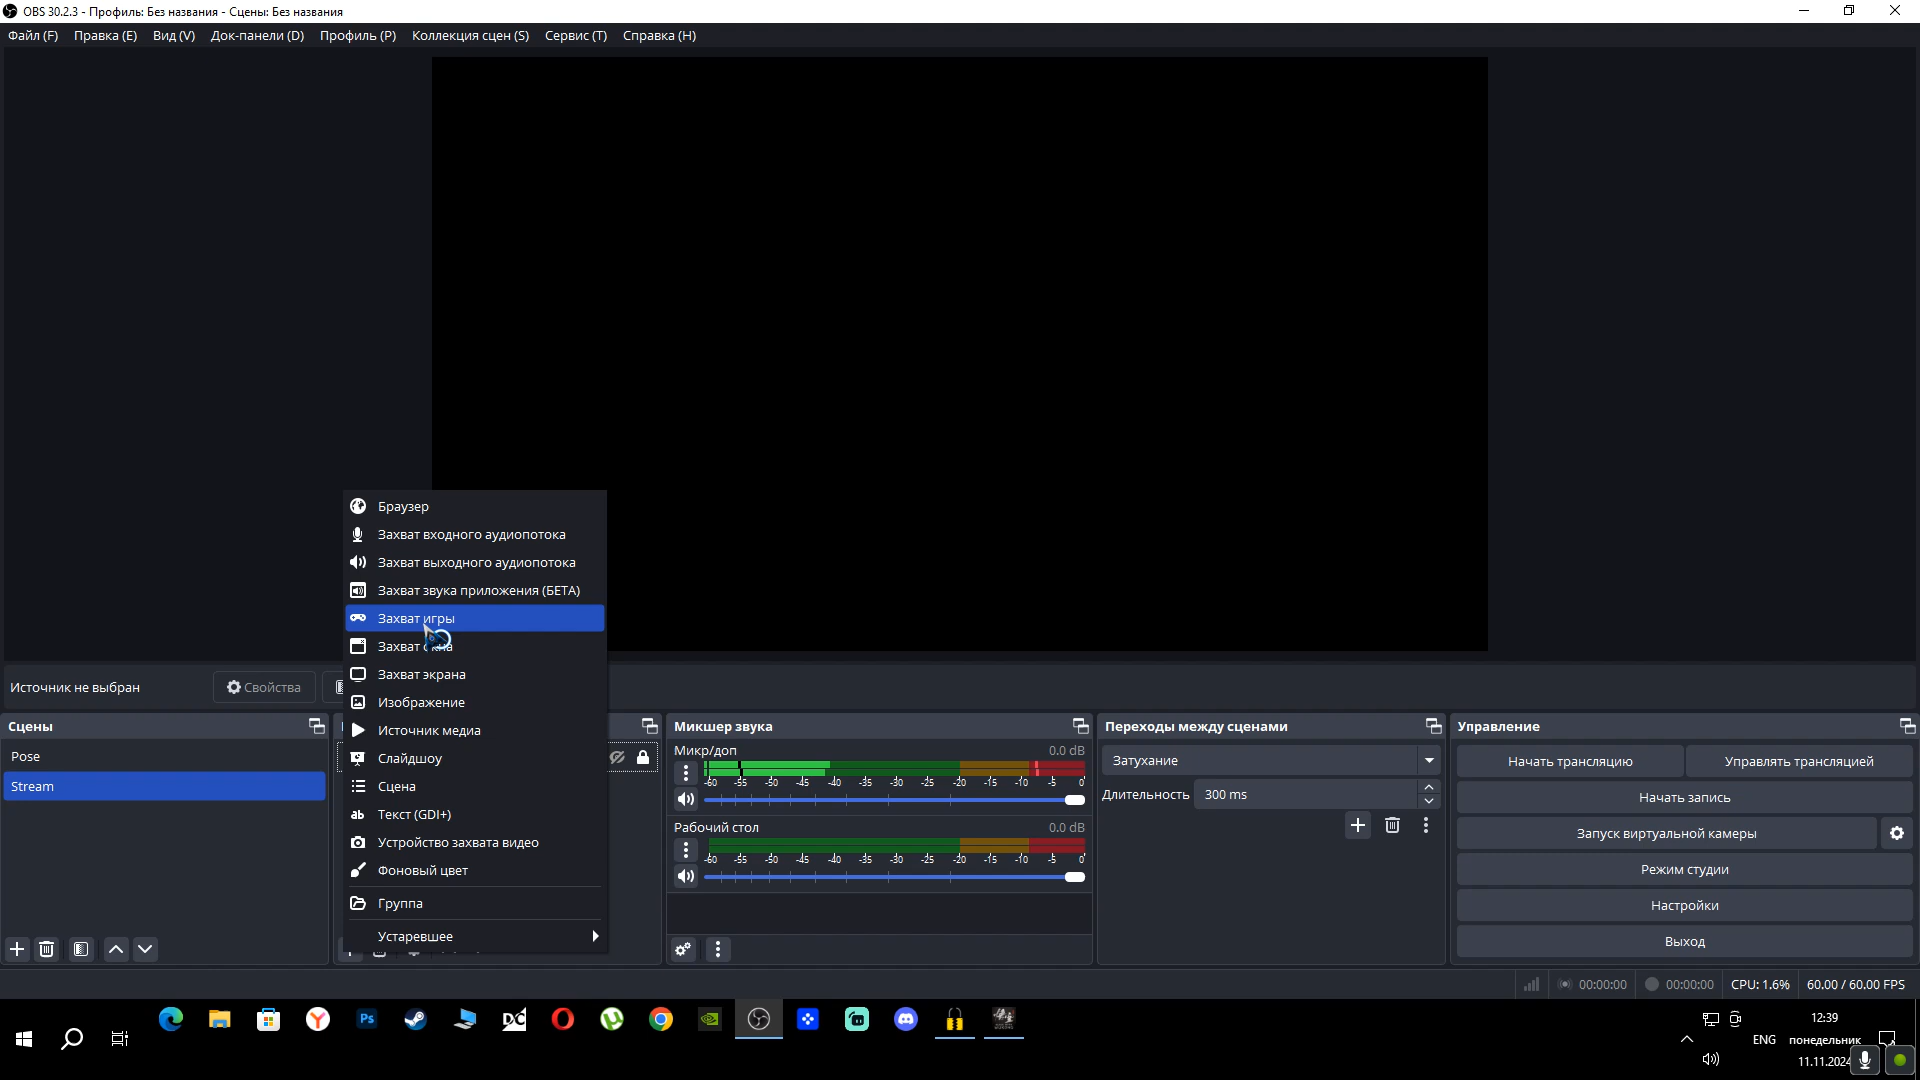 OBS 30.2.3 - Профиль: Без названия - Сцены: Без названия
Файл (F) Правка (E) Вид (V) Док-панели (D) Профиль (P) Коллекция сцен (S) Сервис (T) Справка (H)
Браузер
Захват входного аудиопотока
Захват выходного аудиопотока
Захват звука приложения (БЕТА)
Захват игры
Захват
Захват экрана
Изображение
Источник медиа
Слайдшоу
Сцена
Текст (GDI+)
Устройство захвата видео
Фоновый цвет
Группа
Устаревшее
Источник не выбран Свойства
Сцены
Pose
Stream
Микшер звука
Микр/доп 0.0 dB
-60 -55 -50 -45 -40 -35 -30 -25 -20 -15 -10 -5 0
Рабочий стол 0.0 dB
-60 -55 -50 -45 -40 -35 -30 -25 -20 -15 -10 -5 0
Переходы между сценами
Затухание
Длительность 300 ms
Управление
Начать трансляцию Управлять трансляцией
Начать запись
Запуск виртуальной камеры
Режим студии
Настройки
Выход
00:00:00 00:00:00 CPU: 1.6% 60.00 / 60.00 FPS
Ps DC
12:39
ENG понедельник
11.11.2024